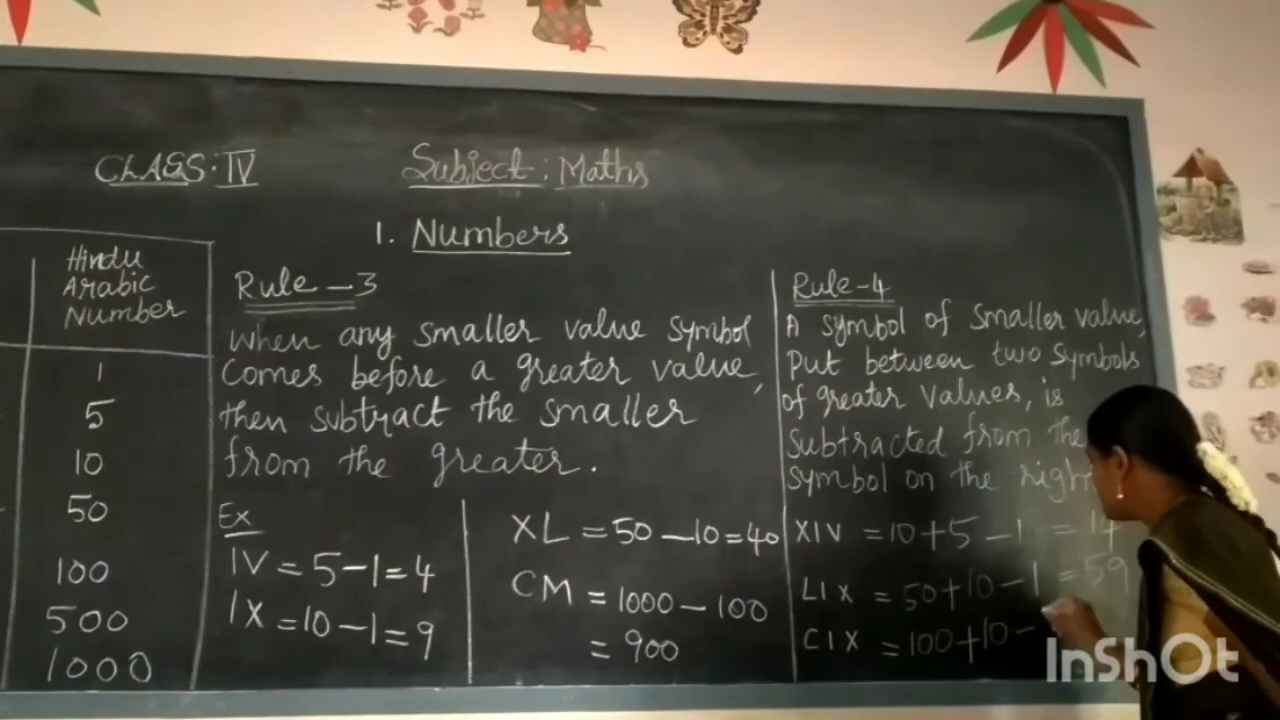 CLASS: IV
Subject: Maths
1. Numbers
Hindu
Arabic
Number
1
5
10
50
100
500
1000
Rule-3
When any smaller value symbol
comes before a greater value,
then subtract the smaller
from the greater.
Ex
IV = 5-1=4
IX = 10-1=9
XL = 50-10=40
CM = 1000-100
= 900
Rule-4
A symbol of smaller value,
put between two symbols
of greater values, is
subtracted from the
symbol on the right
XIV = 10+5-1 = 14
LIX = 50+10-1 = 59
CIX = 100+10-
InShOt